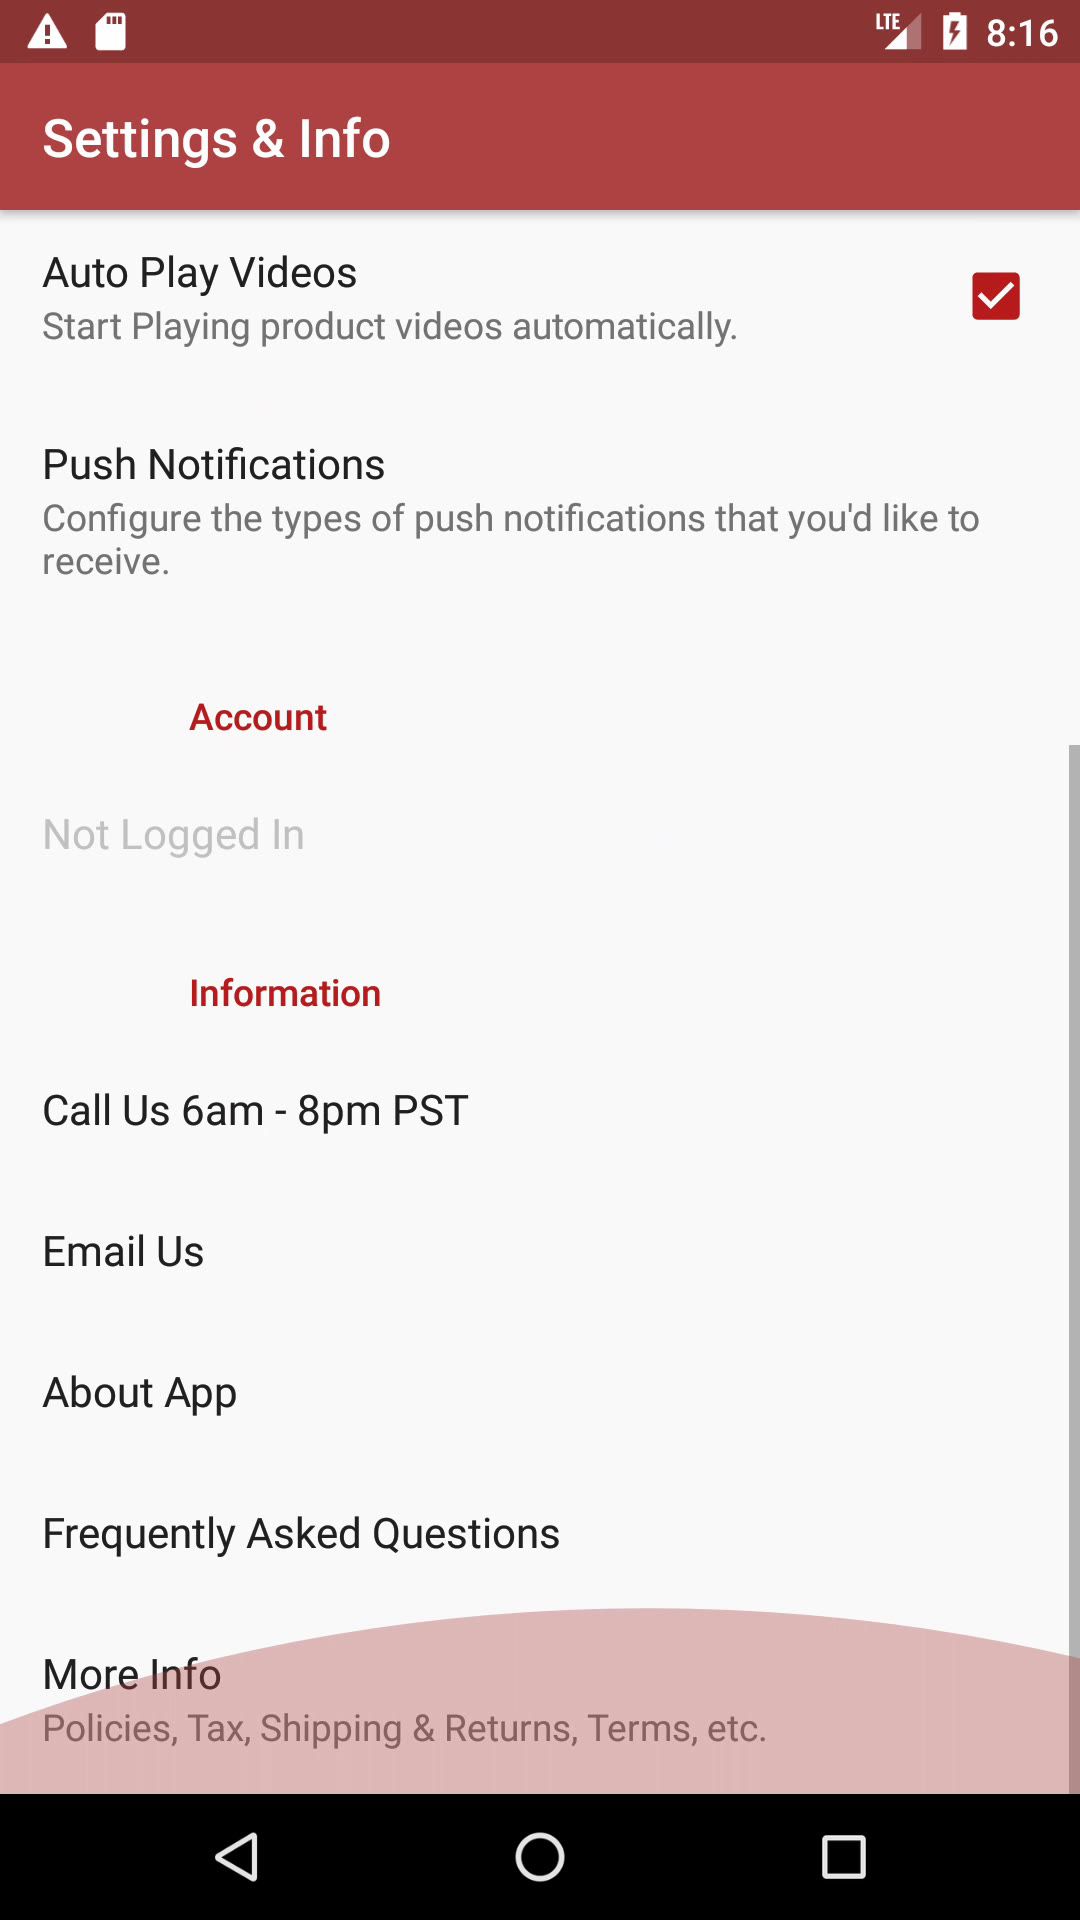 LTE 8:16
Settings & Info
Auto Play Videos
Start Playing product videos automatically.
Push Notifications
Configure the types of push notifications that you'd like to
receive.
Account
Not Logged In
Information
Call Us 6am - 8pm PST
Email Us
About App
Frequently Asked Questions
More Info
Policies, Tax, Shipping & Returns, Terms, etc.